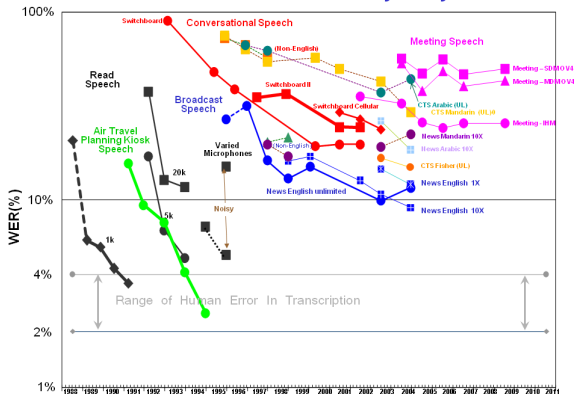 100%
Switchboard
Conversational Speech
(Non-English)
Meeting Speech
Meeting – SDM OV4
Meeting – MDM OV4
Read
Speech
Switchboard II
CTS Arabic (UL)
Broadcast
Speech
Switchboard Cellular
CTS Mandarin (UL)0
Meeting - IHM
Air Travel
Planning Kiosk
Speech
Varied
Microphones
(Non-English)
News Mandarin 10X
News Arabic 10X
20k
CTS Fisher (UL)
News English 1X
News English unlimited
News English 10X
10%
WER(%)
Noisy
5k
1k
4%
Range of Human Error In Transcription
2%
1%
1988 1989 1990 1991 1992 1993 1994 1995 1996 1997 1998 1999 2000 2001 2002 2003 2004 2005 2006 2007 2008 2009 2010 2011